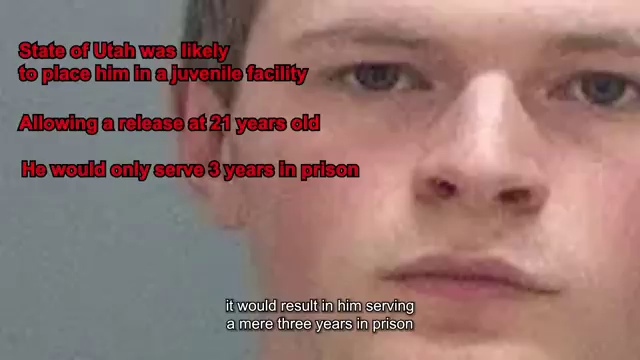 State of Utah was likely
to place him in a juvenile facility
Allowing a release at 21 years old
He would only serve 3 years in prison
it would result in him serving
a mere three years in prison